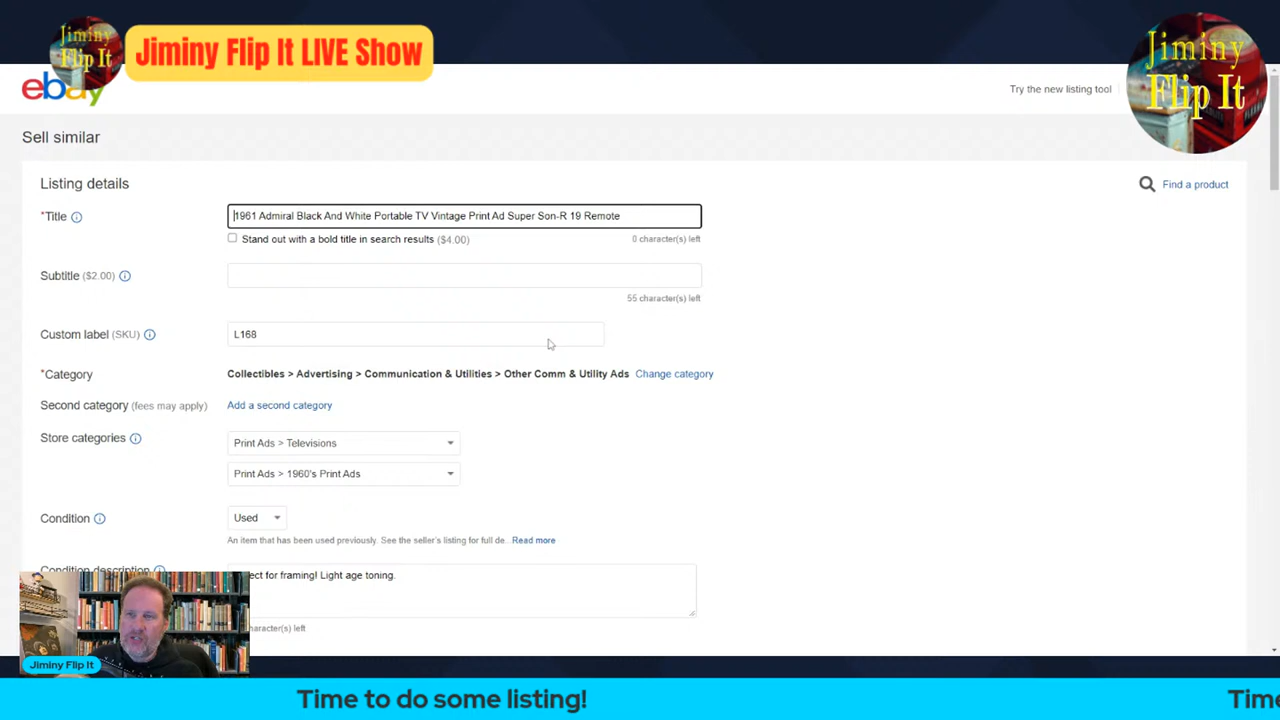 Jiminy
Flip It
Jiminy Flip It LIVE Show
Jiminy
Flip It
ebay
Try the new listing tool
Sell similar
Listing details
Find a product
*Title
1961 Admiral Black And White Portable TV Vintage Print Ad Super Son-R 19 Remote
Stand out with a bold title in search results ($4.00)
0 character(s) left
Subtitle ($2.00)
55 character(s) left
Custom label (SKU)
L168
*Category
Collectibles > Advertising > Communication & Utilities > Other Comm & Utility Ads
Change category
Second category (fees may apply)
Add a second category
Store categories
Print Ads > Televisions
Print Ads > 1960's Print Ads
Condition
Used
An item that has been used previously. See the seller's listing for full de...
Read more
Condition description
ect for framing! Light age toning.
character(s) left
Jiminy Flip It
Time to do some listing!
Time